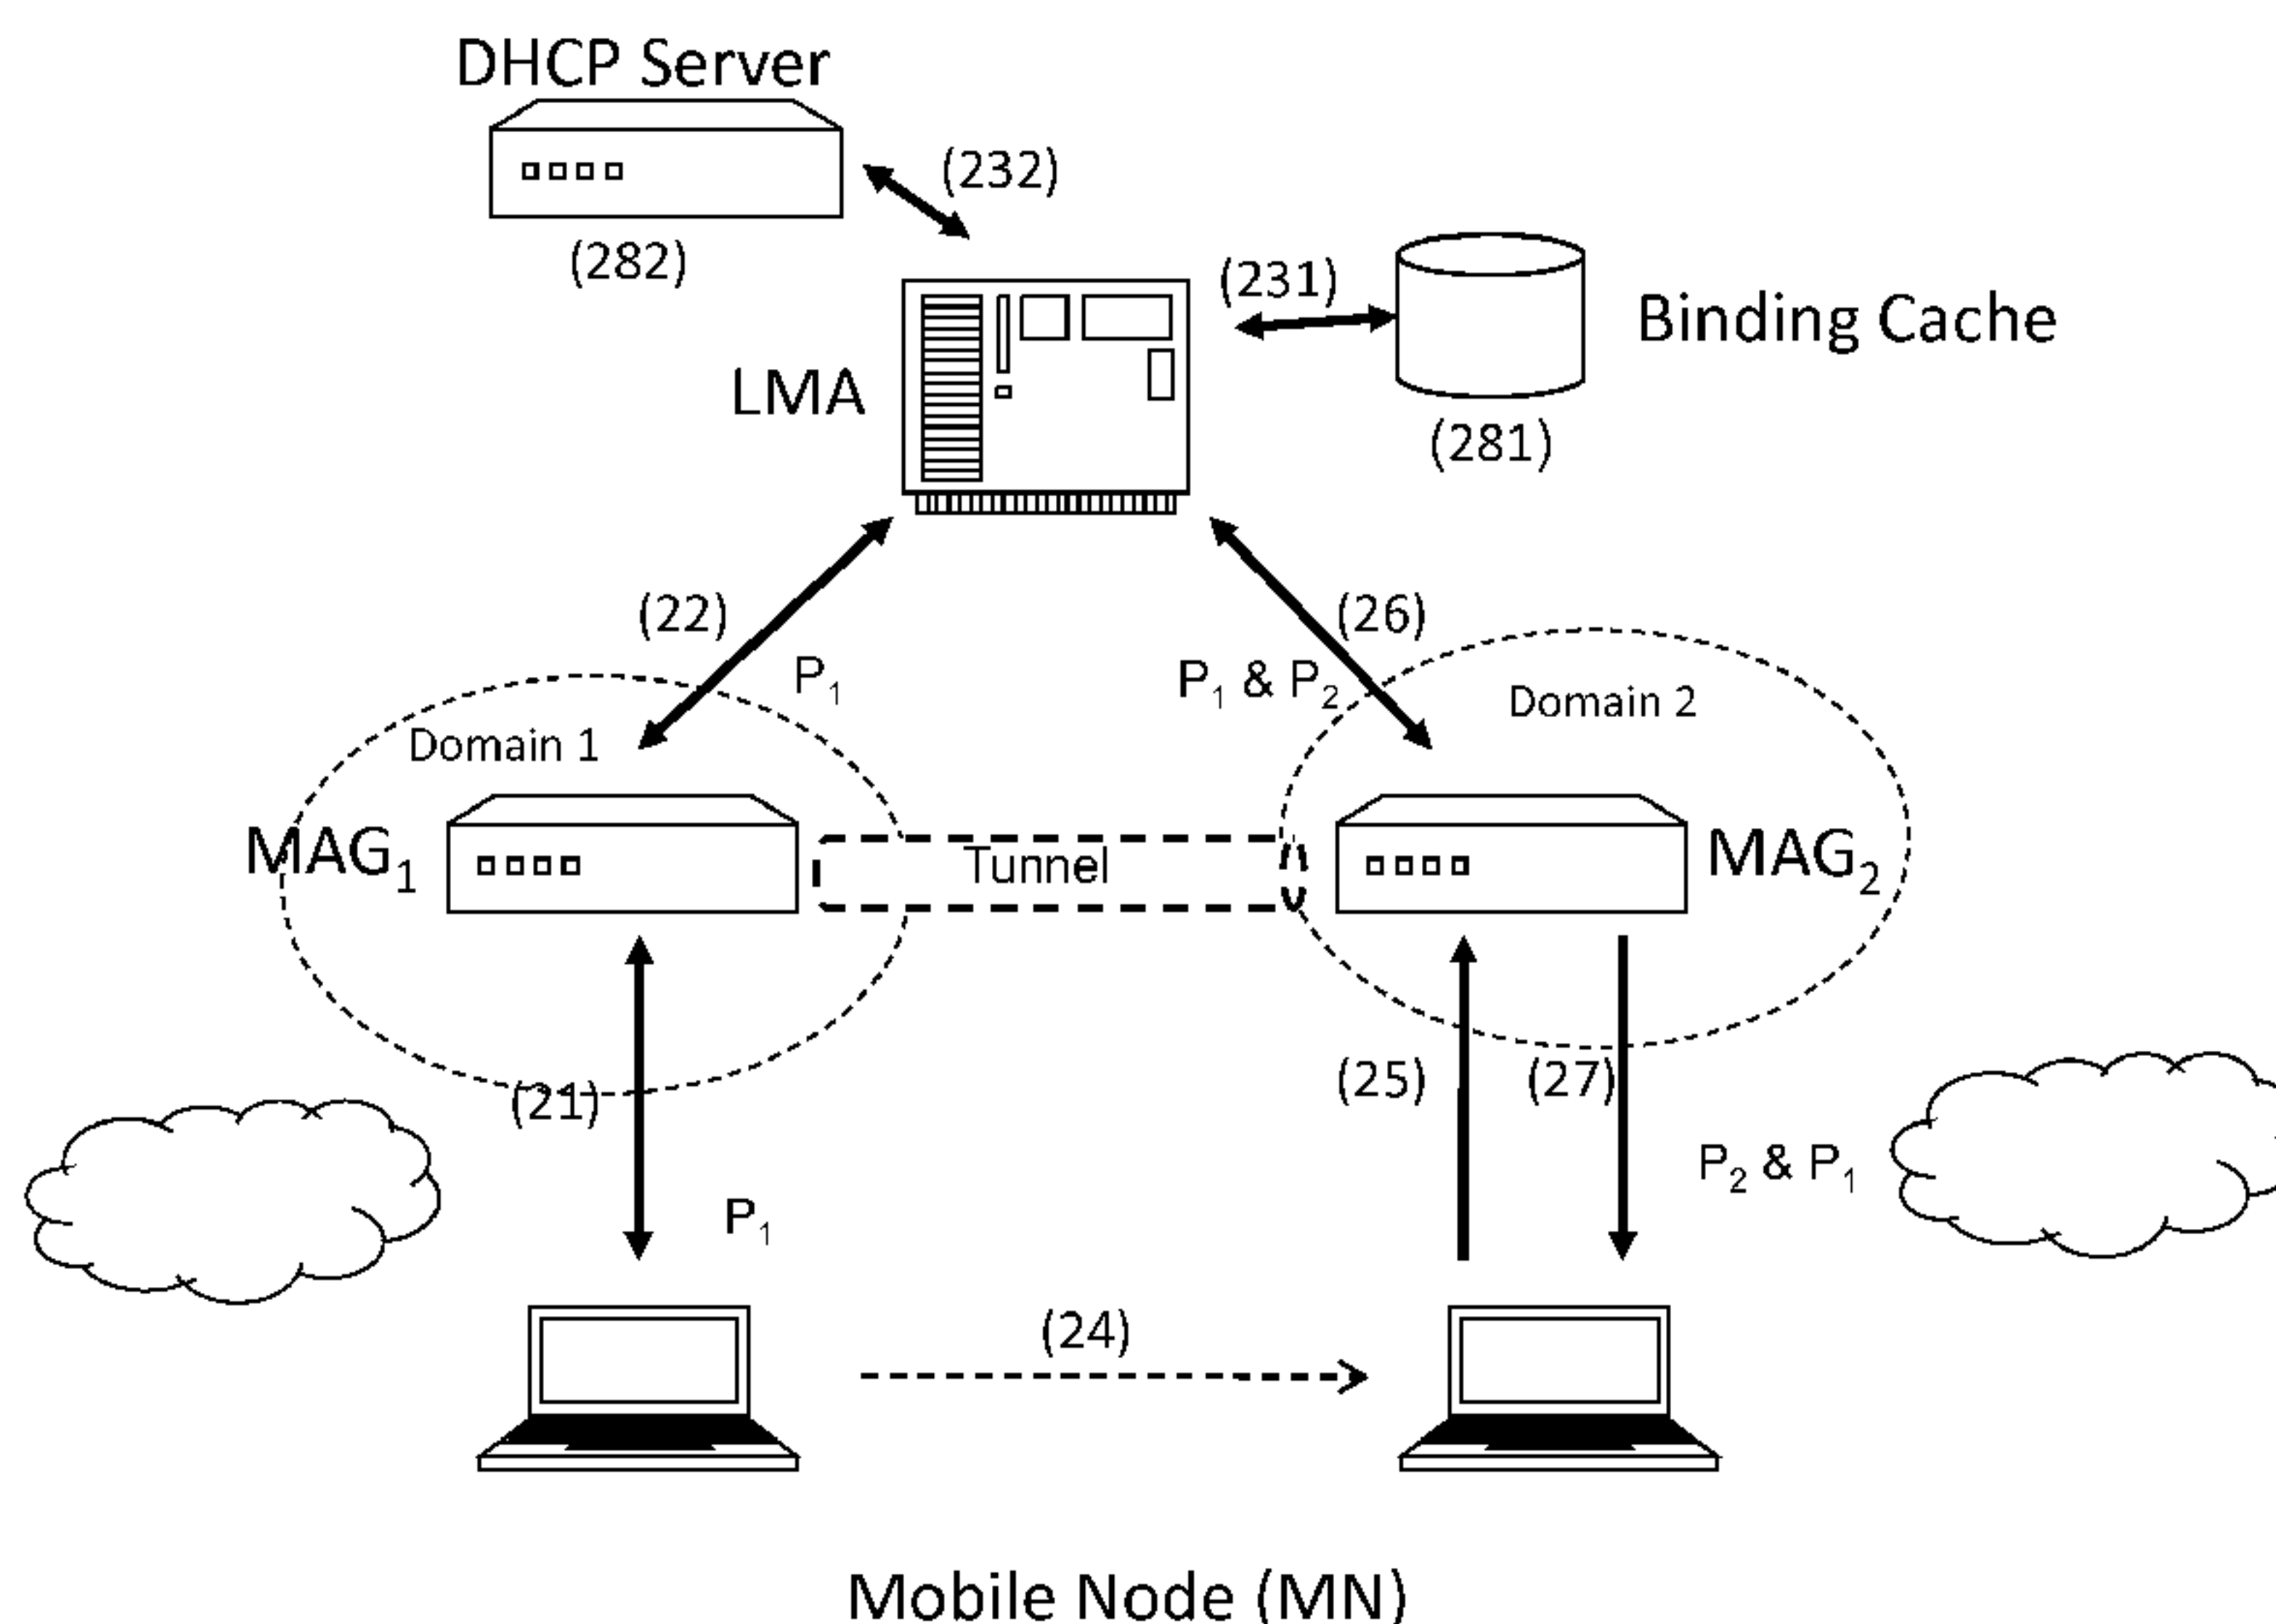 DHCP Server
(232)
(282)
(231)
Binding Cache
LMA
(281)
(22)
(26)
P1
P1 & P2
Domain 2
Domain 1
MAG1
Tunnel
MAG2
(21)
(25)
(27)
P2 & P1
P1
(24)
Mobile Node (MN)